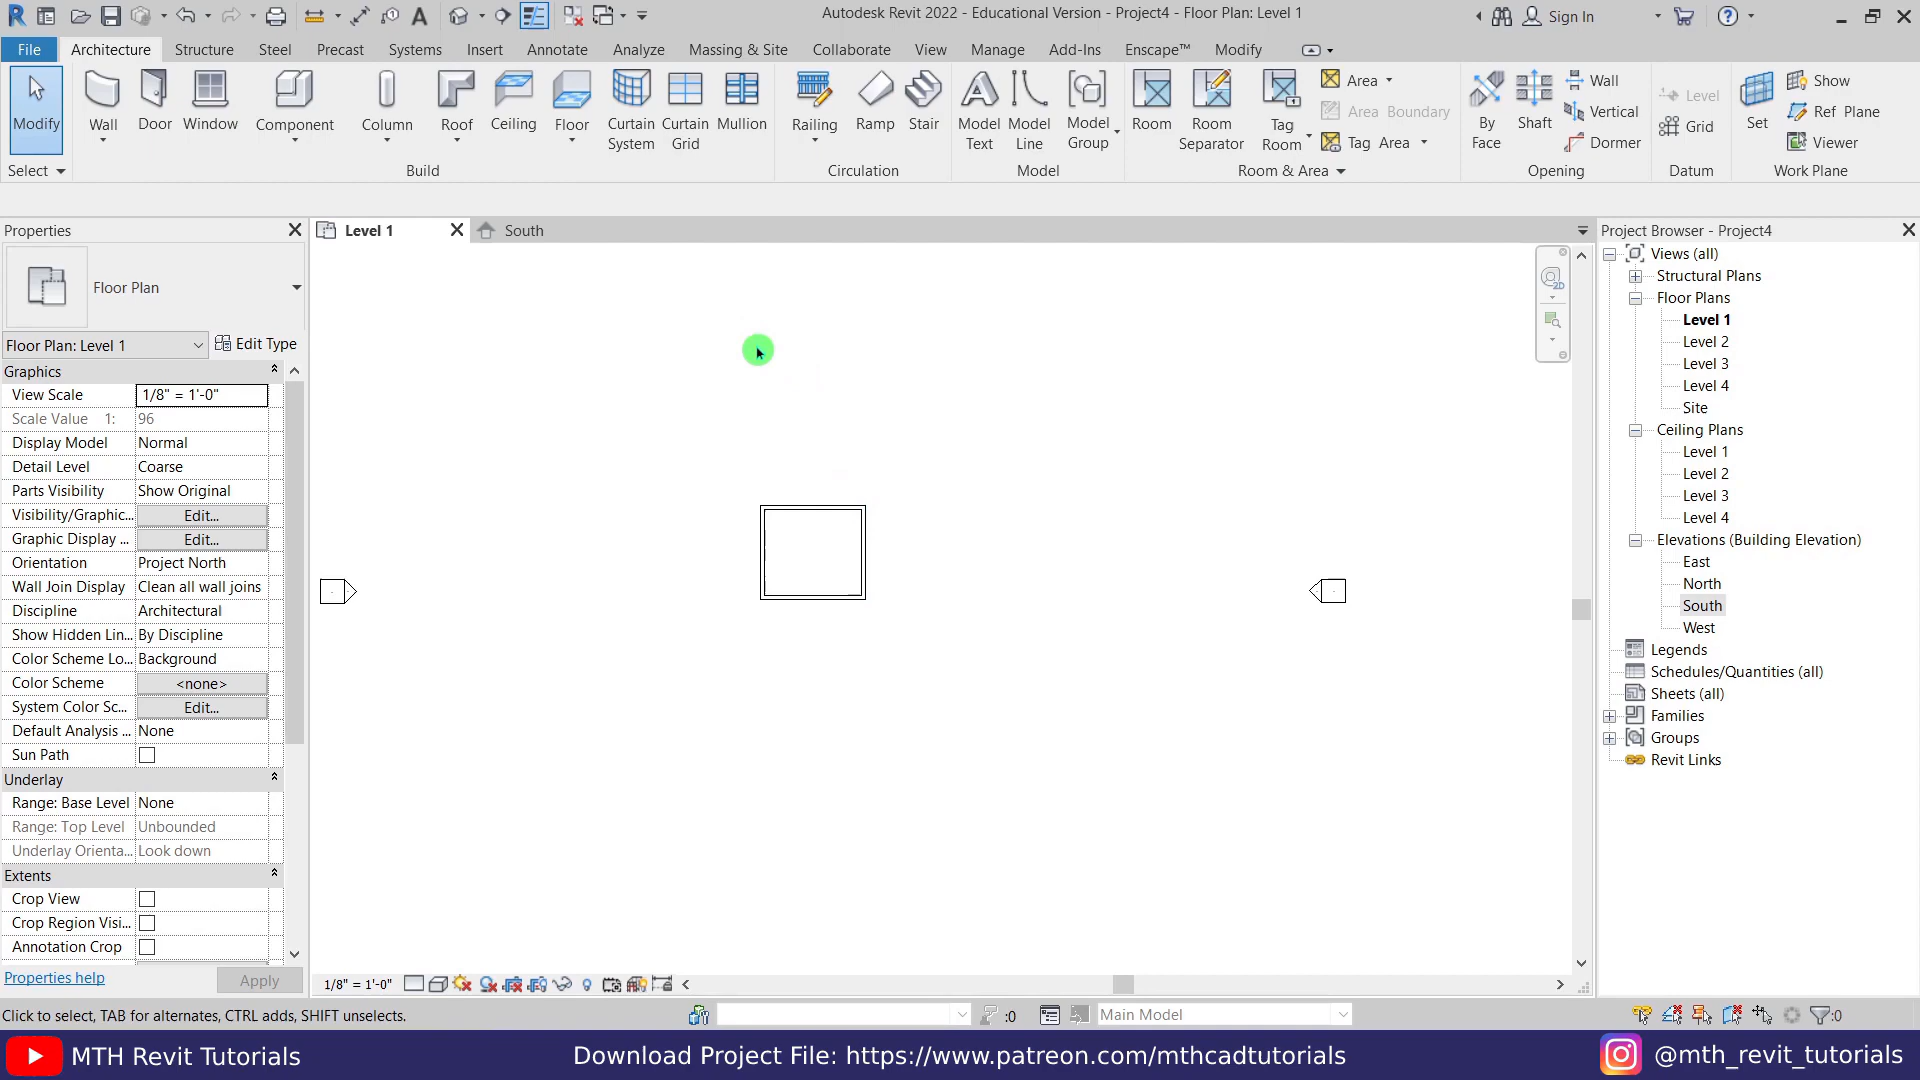 Autodesk Revit 2022 - Educational Version - Project4 - Floor Plan: Level 1
Sign In
File Architecture Structure Steel Precast Systems Insert Annotate Analyze Massing & Site Collaborate View Manage Add-Ins Enscape™ Modify
Modify
Wall
Door
Window
Component
Column
Roof
Ceiling
Floor
Curtain System
Curtain Grid
Mullion
Railing
Ramp
Stair
Model Text
Model Line
Model Group
Room
Room Separator
Tag Room
Area
Area Boundary
Tag Area
By Face
Shaft
Wall
Vertical
Dormer
Level
Grid
Set
Show
Ref Plane
Viewer
Select
Build
Circulation
Model
Room & Area
Opening
Datum
Work Plane
Properties
Floor Plan
Floor Plan: Level 1
Edit Type
Graphics
View Scale 1/8" = 1'-0"
Scale Value 1: 96
Display Model Normal
Detail Level Coarse
Parts Visibility Show Original
Visibility/Graphic... Edit...
Graphic Display ... Edit...
Orientation Project North
Wall Join Display Clean all wall joins
Discipline Architectural
Show Hidden Lin... By Discipline
Color Scheme Lo... Background
Color Scheme <none>
System Color Sc... Edit...
Default Analysis ... None
Sun Path
Underlay
Range: Base Level None
Range: Top Level Unbounded
Underlay Orienta... Look down
Extents
Crop View
Crop Region Visi...
Annotation Crop
Properties help
Apply
Level 1
South
2D
1/8" = 1'-0"
Project Browser - Project4
Views (all)
Structural Plans
Floor Plans
Level 1
Level 2
Level 3
Level 4
Site
Ceiling Plans
Level 1
Level 2
Level 3
Level 4
Elevations (Building Elevation)
East
North
South
West
Legends
Schedules/Quantities (all)
Sheets (all)
Families
Groups
Revit Links
Click to select, TAB for alternates, CTRL adds, SHIFT unselects.
:0
Main Model
:0
MTH Revit Tutorials
Download Project File: https://www.patreon.com/mthcadtutorials
@mth_revit_tutorials